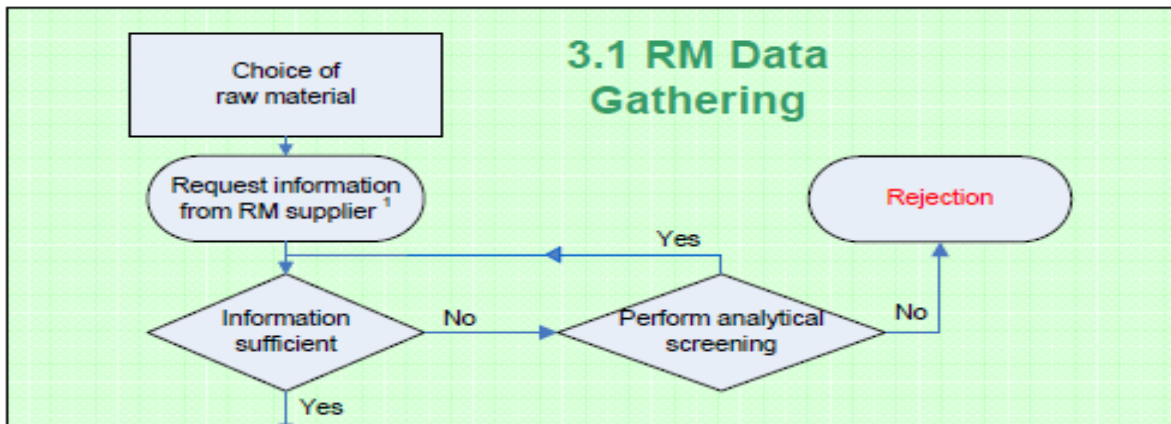 3.1 RM Data
Gathering
Choice of
raw material
Request information
from RM supplier 1
Rejection
Yes
Information
sufficient
No
Perform analytical
screening
No
Yes